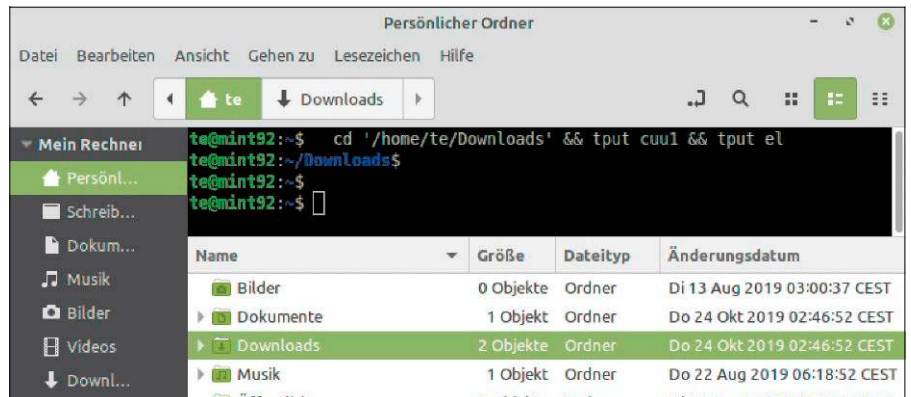 Persönlicher Ordner
Datei Bearbeiten Ansicht Gehen zu Lesezeichen Hilfe
te Downloads
Mein Rechner
Persönl...
Schreib...
Dokum...
Musik
Bilder
Videos
Downl...
te@mint92:~$ cd '/home/te/Downloads' && tput cuu1 && tput el
te@mint92:~/Downloads$
te@mint92:~$
te@mint92:~$
Name Größe Dateityp Änderungsdatum
Bilder 0 Objekte Ordner Di 13 Aug 2019 03:00:37 CEST
Dokumente 1 Objekt Ordner Do 24 Okt 2019 02:46:52 CEST
Downloads 2 Objekte Ordner Do 24 Okt 2019 02:46:52 CEST
Musik 1 Objekt Ordner Do 22 Aug 2019 06:18:52 CEST